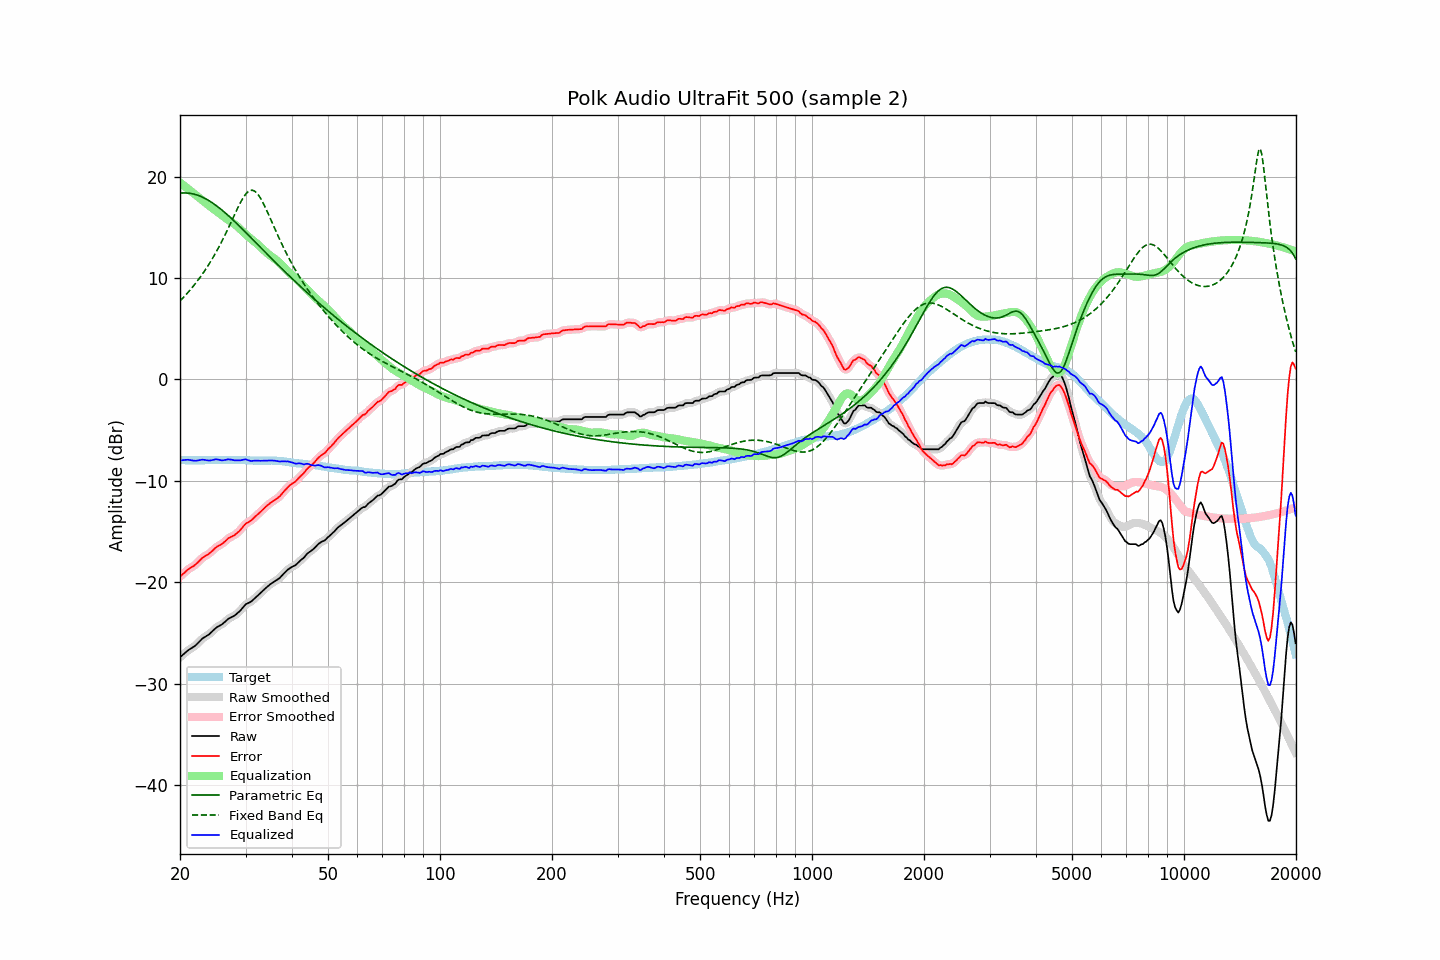 Polk Audio UltraFit 500 (sample 2)
Amplitude (dBr)
20
10
0
−10
−20
−30
−40
Target
Raw Smoothed
Error Smoothed
Raw
Error
Equalization
Parametric Eq
Fixed Band Eq
Equalized
20 50 100 200 500 1000 2000 5000 10000 20000
Frequency (Hz)